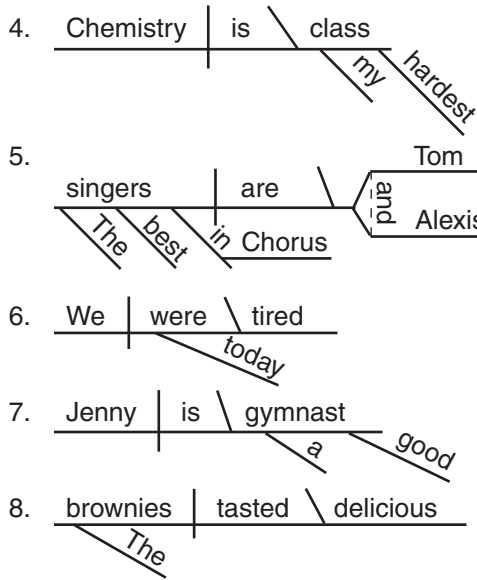 4. Chemistry is class
my hardest
5. singers are Tom
and
Alexis
The best in Chorus
6. We were tired
today
7. Jenny is gymnast
a good
8. brownies tasted delicious
The